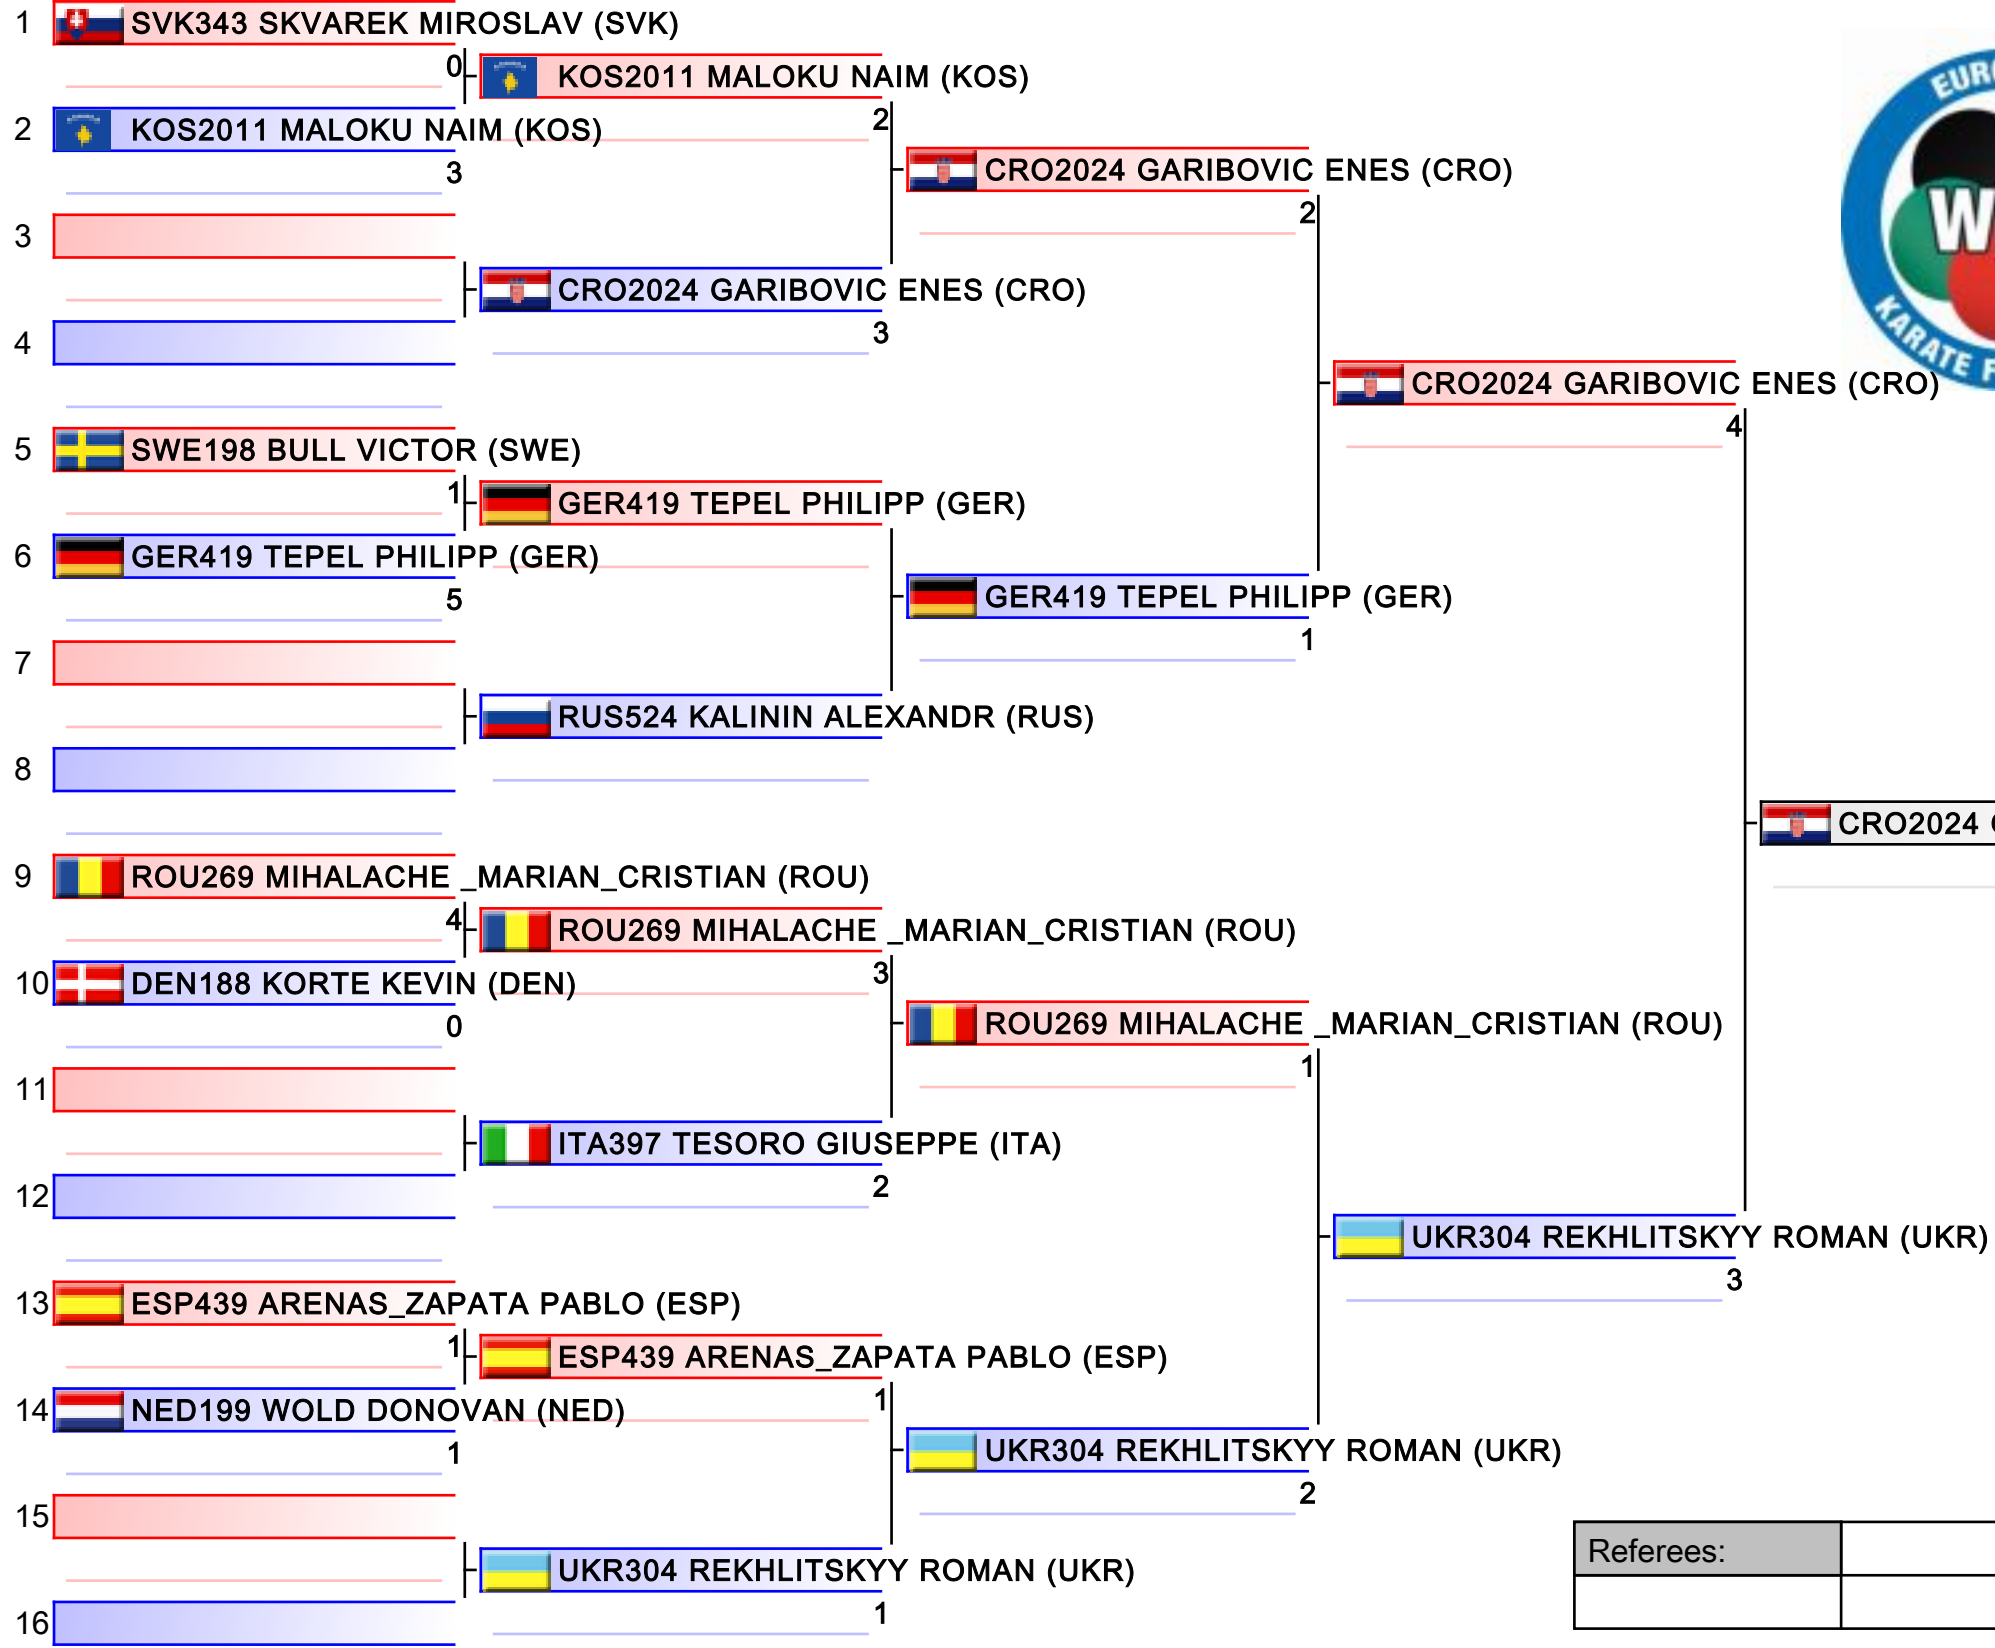 1 SVK343 SKVAREK MIROSLAV (SVK)
0
KOS2011 MALOKU NAIM (KOS)
2
2 KOS2011 MALOKU NAIM (KOS)
3
CRO2024 GARIBOVIC ENES (CRO)
2
3
CRO2024 GARIBOVIC ENES (CRO)
3
4
CRO2024 GARIBOVIC ENES (CRO)
4
5 SWE198 BULL VICTOR (SWE)
1
GER419 TEPEL PHILIPP (GER)
6 GER419 TEPEL PHILIPP (GER)
5
GER419 TEPEL PHILIPP (GER)
1
7
RUS524 KALININ ALEXANDR (RUS)
8
CRO2024
9 ROU269 MIHALACHE _MARIAN_CRISTIAN (ROU)
4
ROU269 MIHALACHE _MARIAN_CRISTIAN (ROU)
3
10 DEN188 KORTE KEVIN (DEN)
0
ROU269 MIHALACHE _MARIAN_CRISTIAN (ROU)
1
11
ITA397 TESORO GIUSEPPE (ITA)
2
12
UKR304 REKHLITSKYY ROMAN (UKR)
3
13 ESP439 ARENAS_ZAPATA PABLO (ESP)
1
ESP439 ARENAS_ZAPATA PABLO (ESP)
1
14 NED199 WOLD DONOVAN (NED)
1
UKR304 REKHLITSKYY ROMAN (UKR)
2
15
UKR304 REKHLITSKYY ROMAN (UKR)
1
16
Referees:
EURO
W
KARATE F